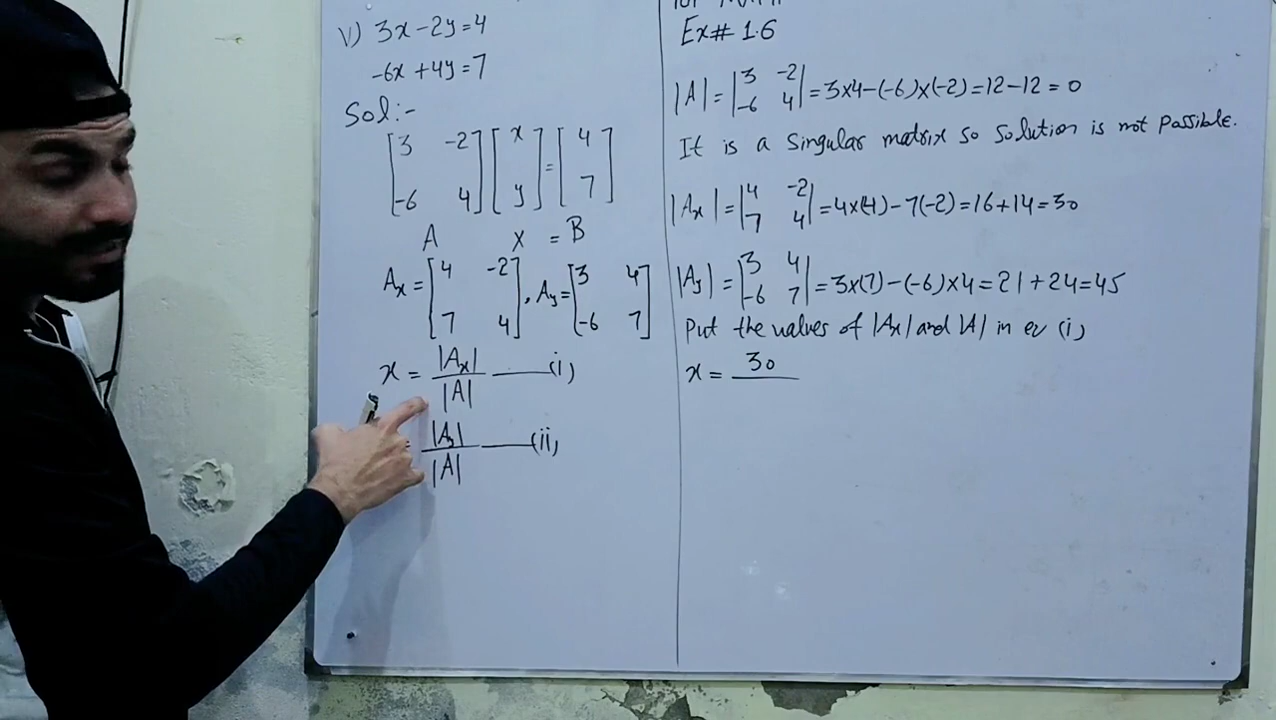 V) 3x-2y=4
-6x+4y=7
Sol:-
[3 -2] [x] = [4]
[-6 4] [y] [7]
A X = B
Ax = [4 -2], Ay = [3 4]
[7 4] [-6 7]
x = |Ax| / |A| —— (i)
= |Ay| / |A| —— (ii)
Ex# 1.6
|A| = |3 -2| = 3x4-(-6)x(-2)=12-12=0
|-6 4|
It is a Singular matrix so Solution is not Passible.
|Ax| = |4 -2| = 4x(4)-7(-2)=16+14=30
|7 4|
|Ay| = |3 4| = 3x(7)-(-6)x4=21+24=45
|-6 7|
Put the values of |Ax| and |A| in ev (i)
x = 30